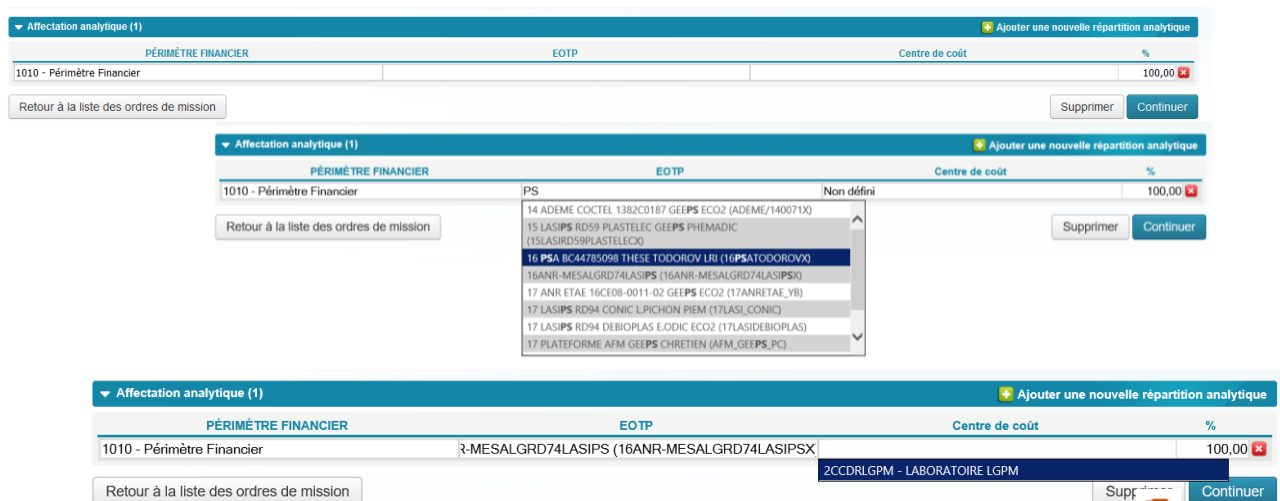 Affectation analytique (1) Ajouter une nouvelle répartition analytique
PÉRIMÈTRE FINANCIER EOTP Centre de coût %
1010 - Périmètre Financier 100,00
Retour à la liste des ordres de mission Supprimer Continuer
Affectation analytique (1) Ajouter une nouvelle répartition analytique
PÉRIMÈTRE FINANCIER EOTP Centre de coût %
1010 - Périmètre Financier PS Non défini 100,00
14 ADEME COCTEL 1382C0187 GEEPS ECO2 (ADEME/140071X)
Retour à la liste des ordres de mission Supprimer Continuer
15 LASIPS RD59 PLASTELEC GEEPS PHEMADIC
(15LASIRD59PLASTELECX)
16 PSA BC44785098 THESE TODOROV LRI (16PSATODOROVX)
16ANR-MESALGRD74LASIPS (16ANR-MESALGRD74LASIPSX)
17 ANR ETAE 16CE08-0011-02 GEEPS ECO2 (17ANRETAE_YB)
17 LASIPS RD94 CONIC L.PICHON PIEM (17LASI_CONIC)
17 LASIPS RD94 DEBIOPLAS E.ODIC ECO2 (17LASIDEBIOPLAS)
17 PLATEFORME AFM GEEPS CHRETIEN (AFM_GEEPS_PC)
Affectation analytique (1) Ajouter une nouvelle répartition analytique
PÉRIMÈTRE FINANCIER EOTP Centre de coût %
1010 - Périmètre Financier R-MESALGRD74LASIPS (16ANR-MESALGRD74LASIPSX 100,00
2CCDRLGPM - LABORATOIRE LGPM
Retour à la liste des ordres de mission Continuer